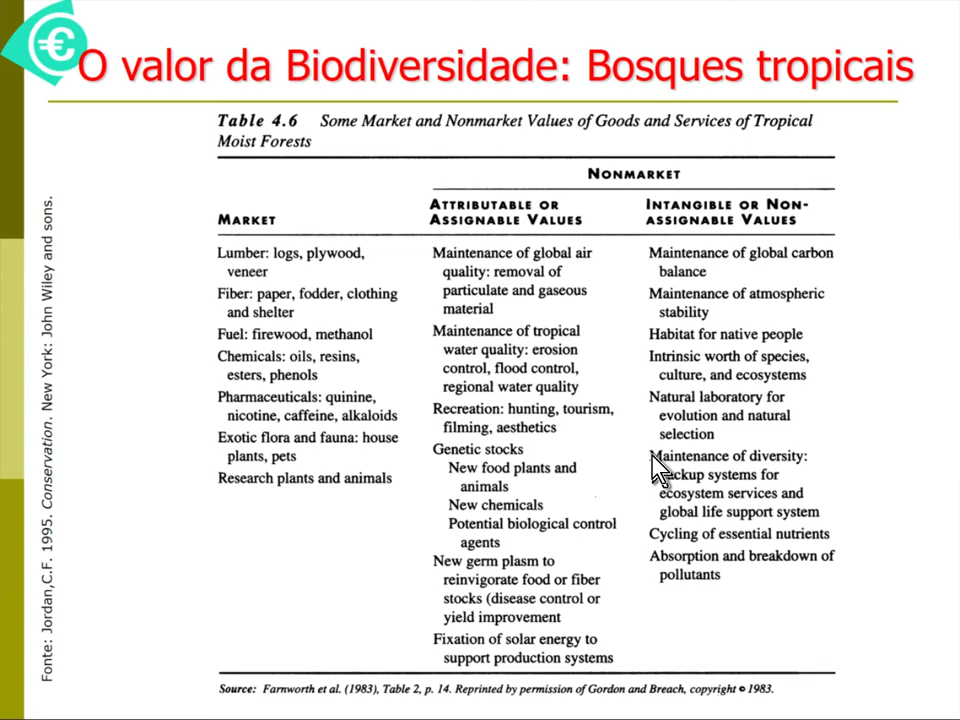 €
O valor da Biodiversidade: Bosques tropicais
Table 4.6 Some Market and Nonmarket Values of Goods and Services of Tropical
Moist Forests
NONMARKET
MARKET
ATTRIBUTABLE OR
ASSIGNABLE VALUES
INTANGIBLE OR NON-
ASSIGNABLE VALUES
Lumber: logs, plywood,
veneer
Fiber: paper, fodder, clothing
and shelter
Fuel: firewood, methanol
Chemicals: oils, resins,
esters, phenols
Pharmaceuticals: quinine,
nicotine, caffeine, alkaloids
Exotic flora and fauna: house
plants, pets
Research plants and animals
Maintenance of global air
quality: removal of
particulate and gaseous
material
Maintenance of tropical
water quality: erosion
control, flood control,
regional water quality
Recreation: hunting, tourism,
filming, aesthetics
Genetic stocks
New food plants and
animals
New chemicals
Potential biological control
agents
New germ plasm to
reinvigorate food or fiber
stocks (disease control or
yield improvement
Fixation of solar energy to
support production systems
Maintenance of global carbon
balance
Maintenance of atmospheric
stability
Habitat for native people
Intrinsic worth of species,
culture, and ecosystems
Natural laboratory for
evolution and natural
selection
Maintenance of diversity:
backup systems for
ecosystem services and
global life support system
Cycling of essential nutrients
Absorption and breakdown of
pollutants
Source: Farnworth et al. (1983), Table 2, p. 14. Reprinted by permission of Gordon and Breach, copyright © 1983.
Fonte: Jordan,C.F. 1995. Conservation. New York: John Wiley and sons.